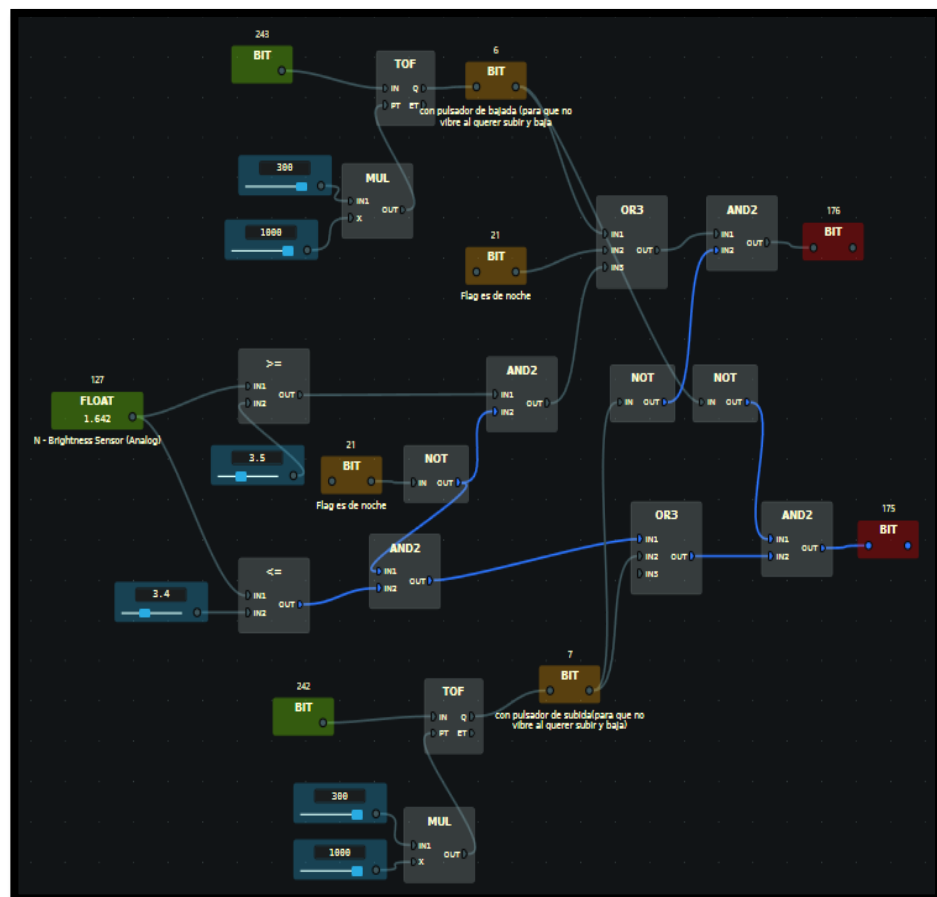 243
BIT
TOF
IN Q
PT ET
6
BIT
con pulsador de bajada (para que no
vibre al querer subir y baja
300
1000
MUL
IN1
OUT
X
OR3
IN1
IN2 OUT
IN3
AND2
IN1
OUT
IN2
176
BIT
21
BIT
Flag es de noche
127
FLOAT
1.642
N - Brightness Sensor (Analog)
>=
IN1
OUT
IN2
AND2
IN1
OUT
IN2
NOT
IN OUT
NOT
IN OUT
3.5
21
BIT
Flag es de noche
NOT
IN OUT
AND2
IN1
OUT
IN2
OR3
IN1
IN2 OUT
IN3
AND2
IN1
OUT
IN2
175
BIT
<=
IN1
OUT
IN2
3.4
7
BIT
con pulsador de subida(para que no
vibre al querer subir y baja)
242
BIT
TOF
IN Q
PT ET
300
1000
MUL
IN1
OUT
X